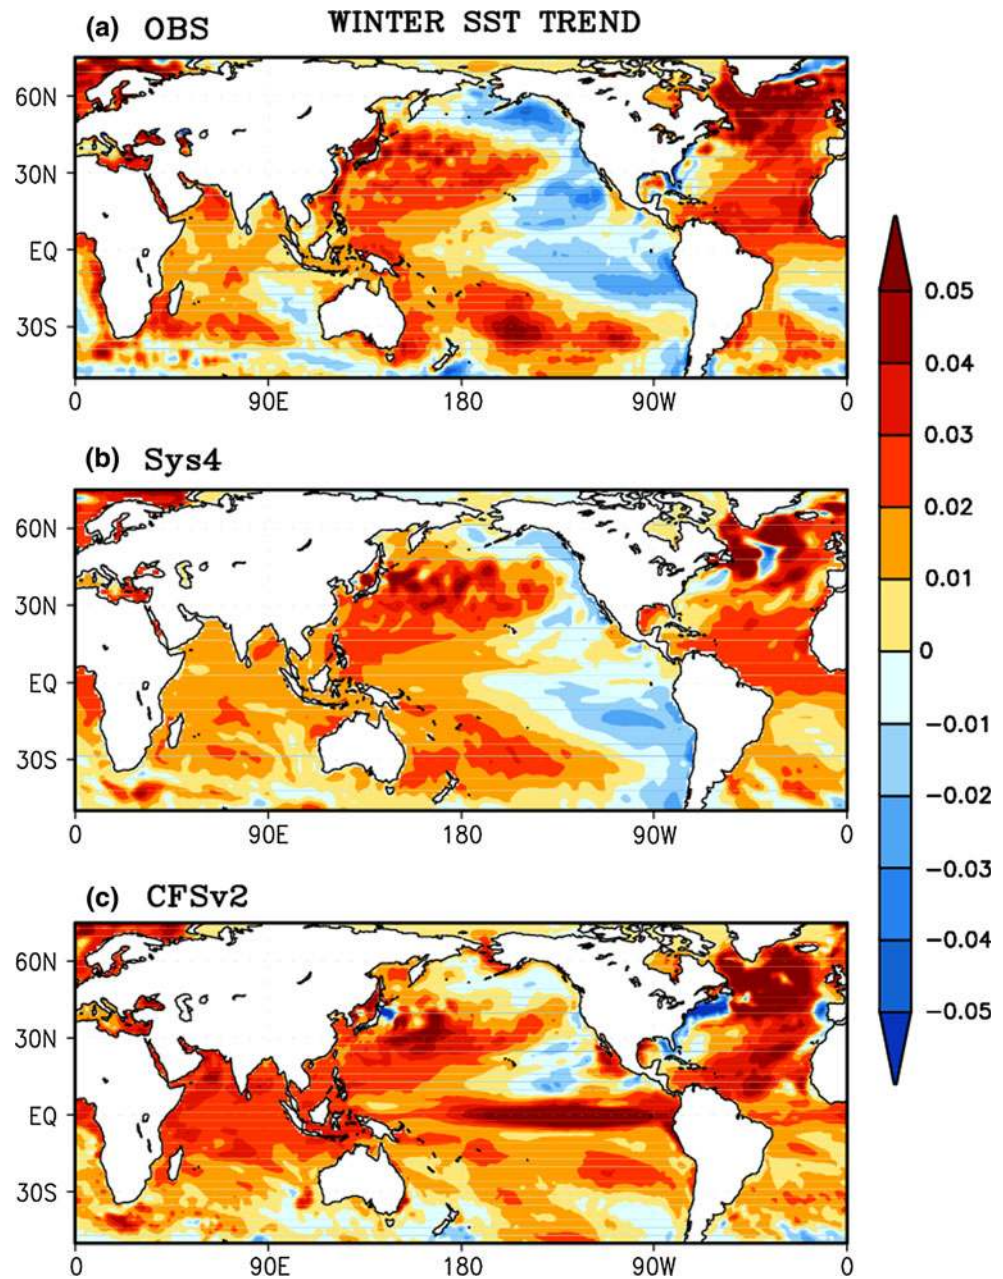 (a) OBS WINTER SST TREND
60N
30N
EQ
30S
0 90E 180 90W 0
(b) Sys4
60N
30N
EQ
30S
0 90E 180 90W 0
(c) CFSv2
60N
30N
EQ
30S
0 90E 180 90W 0
0.05
0.04
0.03
0.02
0.01
0
-0.01
-0.02
-0.03
-0.04
-0.05